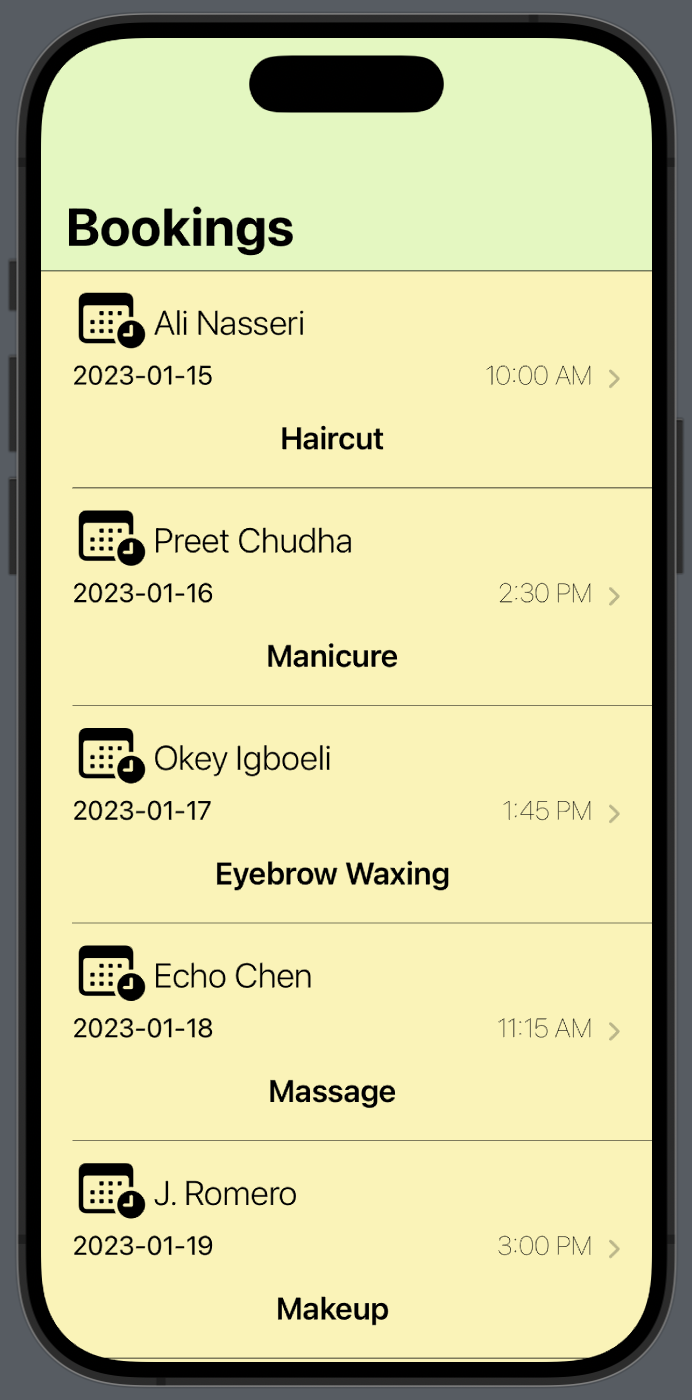 Bookings
Ali Nasseri
2023-01-15 10:00 AM
Haircut
Preet Chudha
2023-01-16 2:30 PM
Manicure
Okey Igboeli
2023-01-17 1:45 PM
Eyebrow Waxing
Echo Chen
2023-01-18 11:15 AM
Massage
J. Romero
2023-01-19 3:00 PM
Makeup